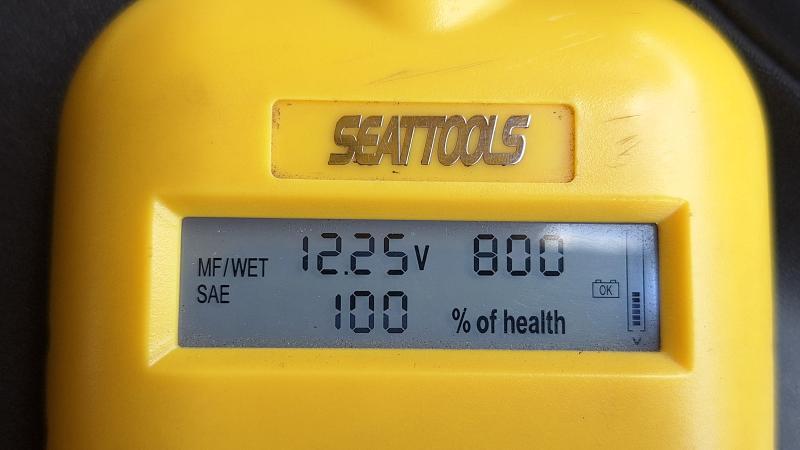 SEATTOOLS
MF/WET 12.25V 800
SAE 100 % of health
OK